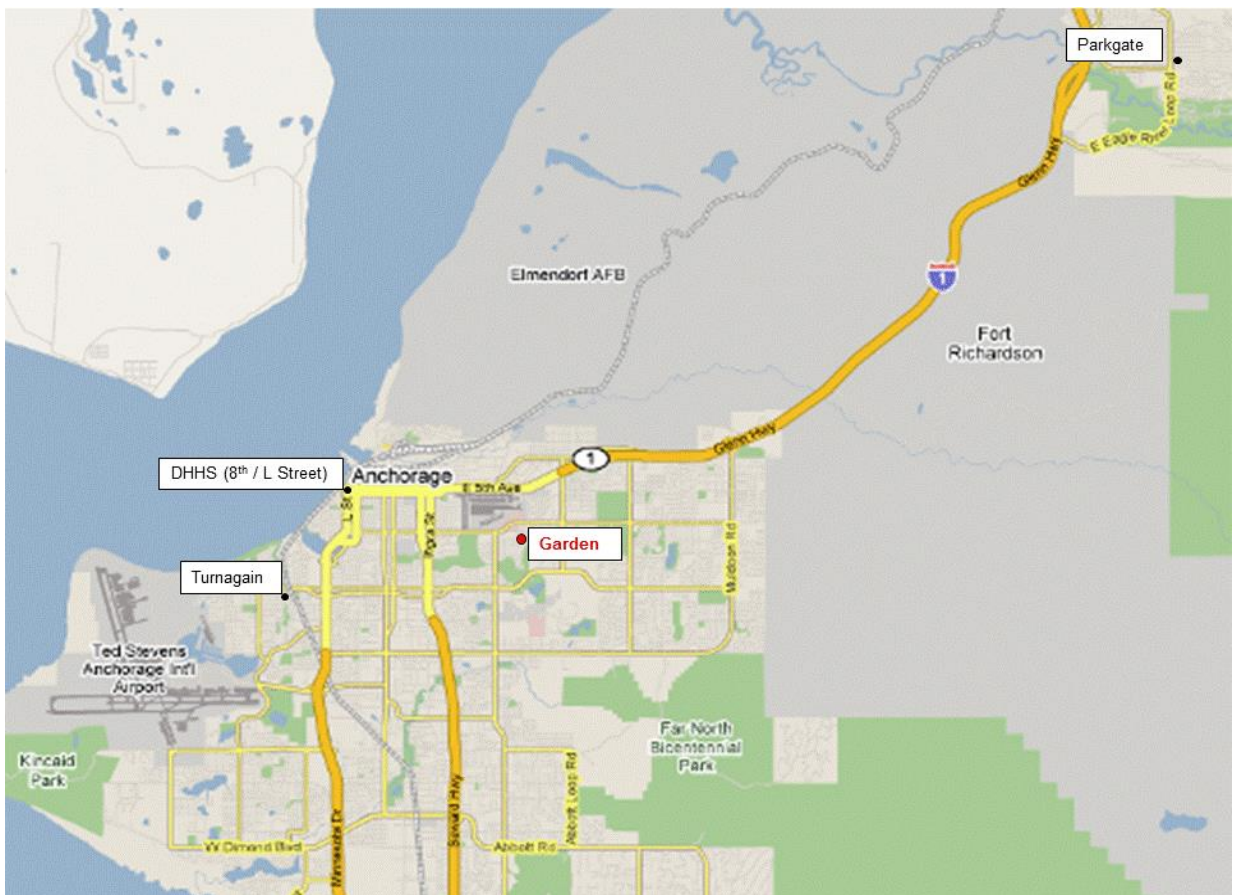 Parkgate
E Eagle River Loop Rd
Glenn Hwy
Elmendorf AFB
1
Fort
Richardson
Glenn Hwy
1
DHHS (8th / L Street)
Anchorage
E 5th Ave
L St
Ingra St
Garden
Muldoon Rd
Turnagain
Ted Stevens
Anchorage Int'l
Airport
Far North
Bicentennial
Park
Kincaid
Park
Minnesota Dr
Seward Hwy
Abbott Loop Rd
W Dimond Blvd
Abbott Rd